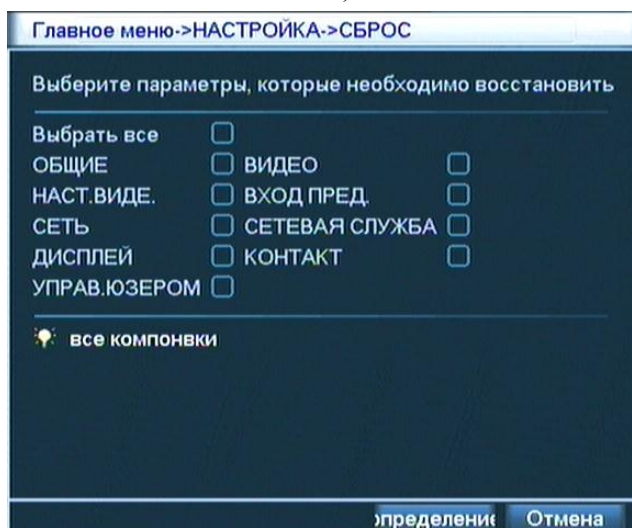 Главное меню->НАСТРОЙКА->СБРОС
Выберите параметры, которые необходимо восстановить
Выбрать все
ОБЩИЕ ВИДЕО
НАСТ.ВИДЕ. ВХОД ПРЕД.
СЕТЬ СЕТЕВАЯ СЛУЖБА
ДИСПЛЕЙ КОНТАКТ
УПРАВ.ЮЗЕРОМ
все компонвки
определение Отмена